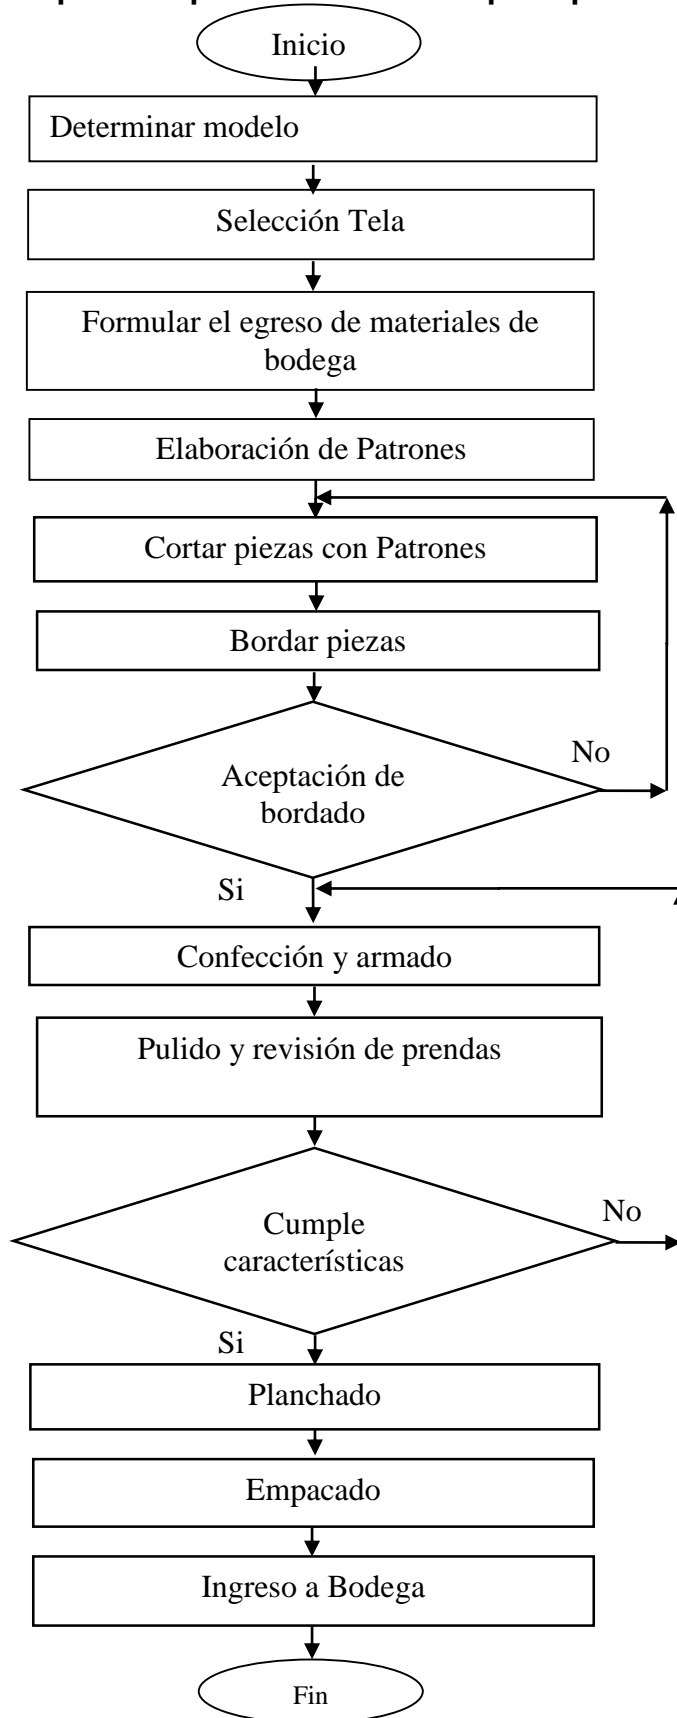 Inicio
Determinar modelo
Selección Tela
Formular el egreso de materiales de
bodega
Elaboración de Patrones
Cortar piezas con Patrones
Bordar piezas
No
Aceptación de
bordado
Si
Confección y armado
Pulido y revisión de prendas
No
Cumple
características
Si
Planchado
Empacado
Ingreso a Bodega
Fin